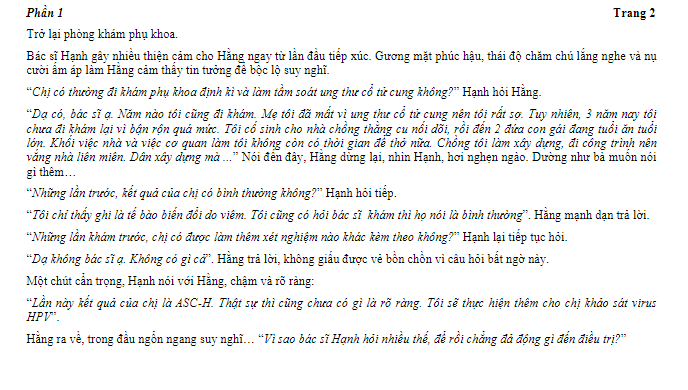 Phần 1 Trang 2
Trở lại phòng khám phụ khoa.
Bác sĩ Hạnh gây nhiều thiện cảm cho Hằng ngay từ lần đầu tiếp xúc. Gương mặt phúc hậu, thái độ chăm chú lắng nghe và nụ
cười ấm áp làm Hằng cảm thấy tin tưởng để bộc lộ suy nghĩ.
“Chị có thường đi khám phụ khoa định kì và làm tầm soát ung thư cổ tử cung không?” Hạnh hỏi Hằng.
“Dạ có, bác sĩ ạ. Năm nào tôi cũng đi khám. Mẹ tôi đã mất vì ung thư cổ tử cung nên tôi rất sợ. Tuy nhiên, 3 năm nay tôi
chưa đi khám lại vì bận rộn quá mức. Tôi cố sinh cho nhà chồng thằng cu nối dõi, rồi đến 2 đứa con gái đang tuổi ăn tuổi
lớn. Khối việc nhà và việc cơ quan làm tôi không còn có thời gian để thở nữa. Chồng tôi làm xây dựng, đi công trình nên
vắng nhà liên miên. Dân xây dựng mà ...” Nói đến đây, Hằng dừng lại, nhìn Hạnh, hơi nghẹn ngào. Dường như bà muốn nói
gì thêm…
“Những lần trước, kết quả của chị có bình thường không?” Hạnh hỏi tiếp.
“Tôi chỉ thấy ghi là tế bào biến đổi do viêm. Tôi cũng có hỏi bác sĩ khám thì họ nói là bình thường”. Hằng mạnh dạn trả lời.
“Những lần khám trước, chị có được làm thêm xét nghiệm nào khác kèm theo không?” Hạnh lại tiếp tục hỏi.
“Dạ không bác sĩ ạ. Không có gì cả”. Hằng trả lời, không giấu được vẻ bồn chồn vì câu hỏi bất ngờ này.
Một chút cẩn trọng, Hạnh nói với Hằng, chậm và rõ ràng:
“Lần này kết quả của chị là ASC-H. Thật sự thì cũng chưa có gì là rõ ràng. Tôi sẽ thực hiện thêm cho chị khảo sát virus
HPV”.
Hằng ra về, trong đầu ngổn ngang suy nghĩ… “Vì sao bác sĩ Hạnh hỏi nhiều thế, để rồi chẳng đả động gì đến điều trị?”